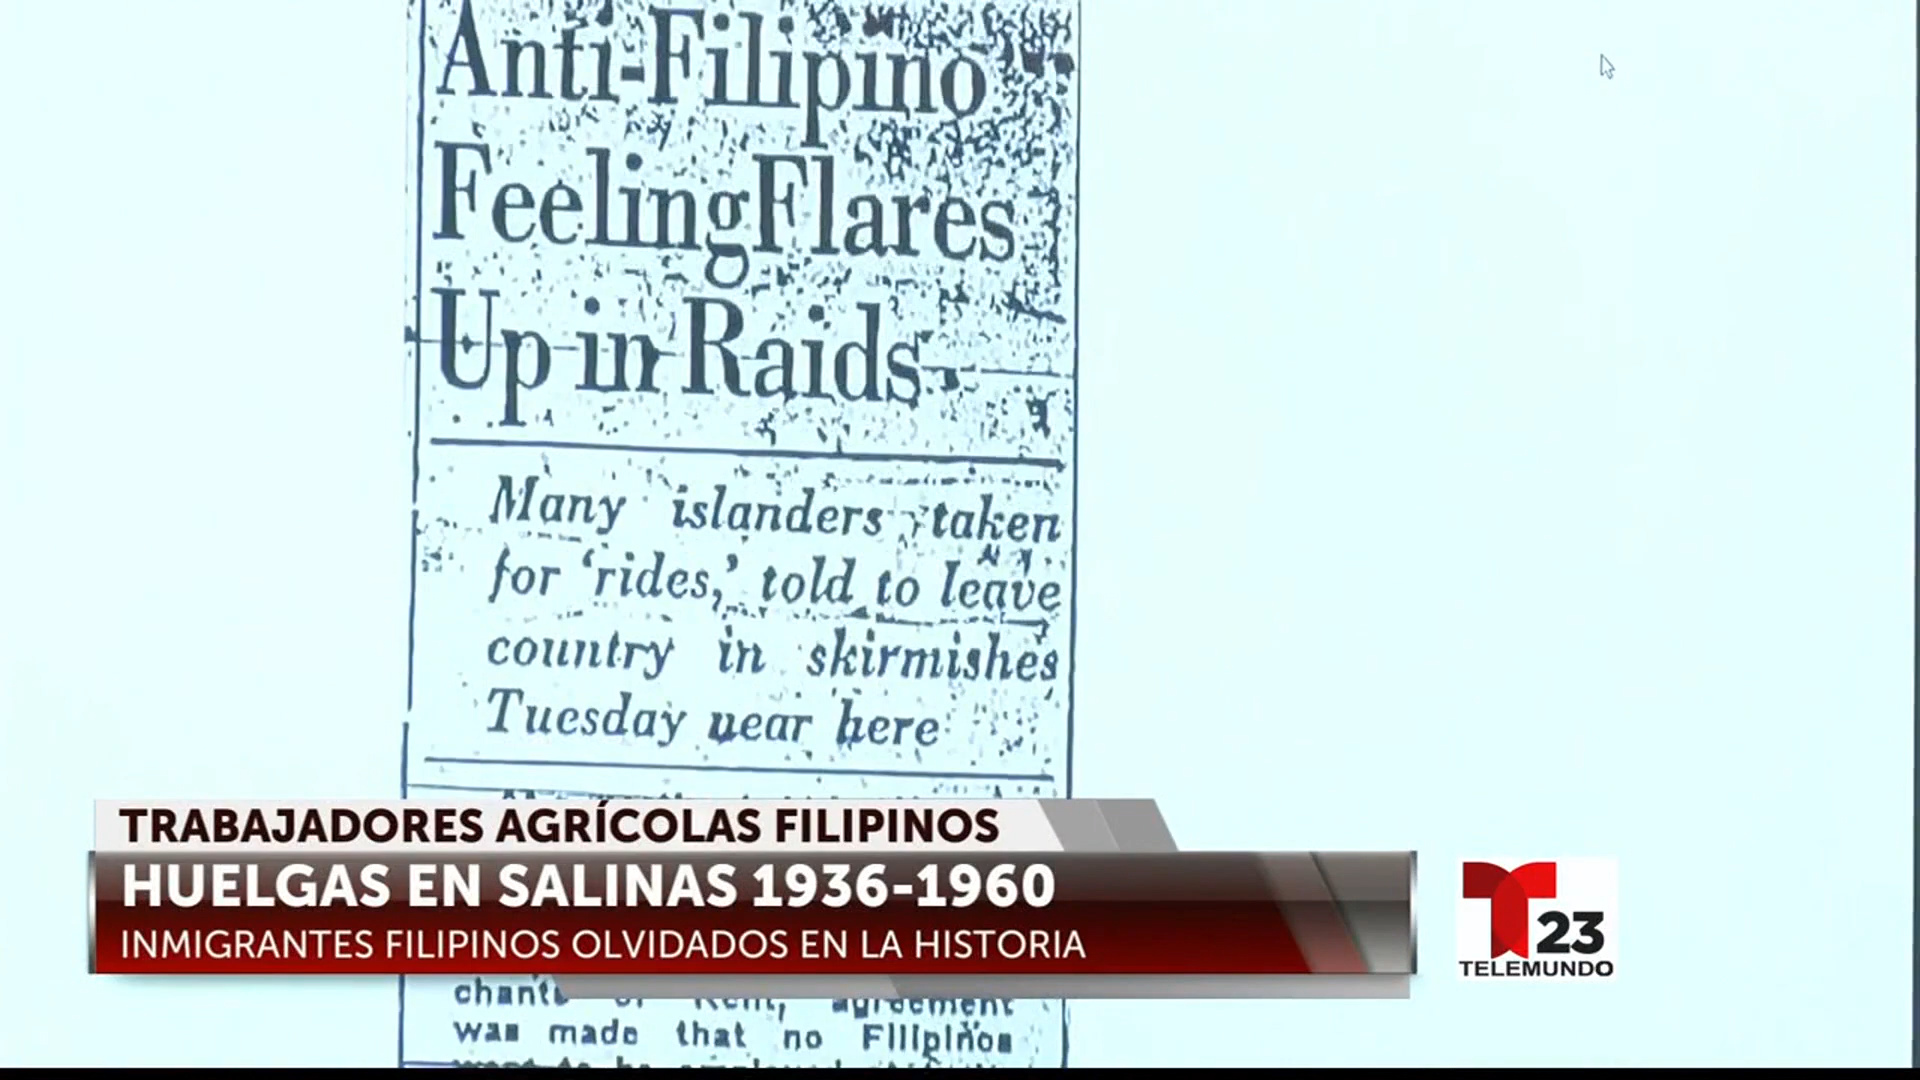 Anti-Filipino
Feeling Flares
Up in Raids
Many islanders taken
for 'rides,' told to leave
country in skirmishes
Tuesday near here
TRABAJADORES AGRÍCOLAS FILIPINOS
HUELGAS EN SALINAS 1936-1960
INMIGRANTES FILIPINOS OLVIDADOS EN LA HISTORIA
23
TELEMUNDO
Kent, agreement
was made that no Filipinos